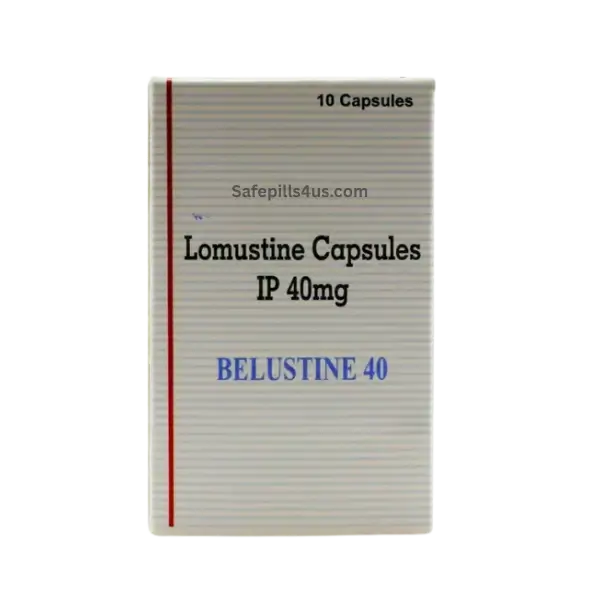 10 Capsules
Safepills4us.com
Lomustine Capsules
IP 40mg
BELUSTINE 40